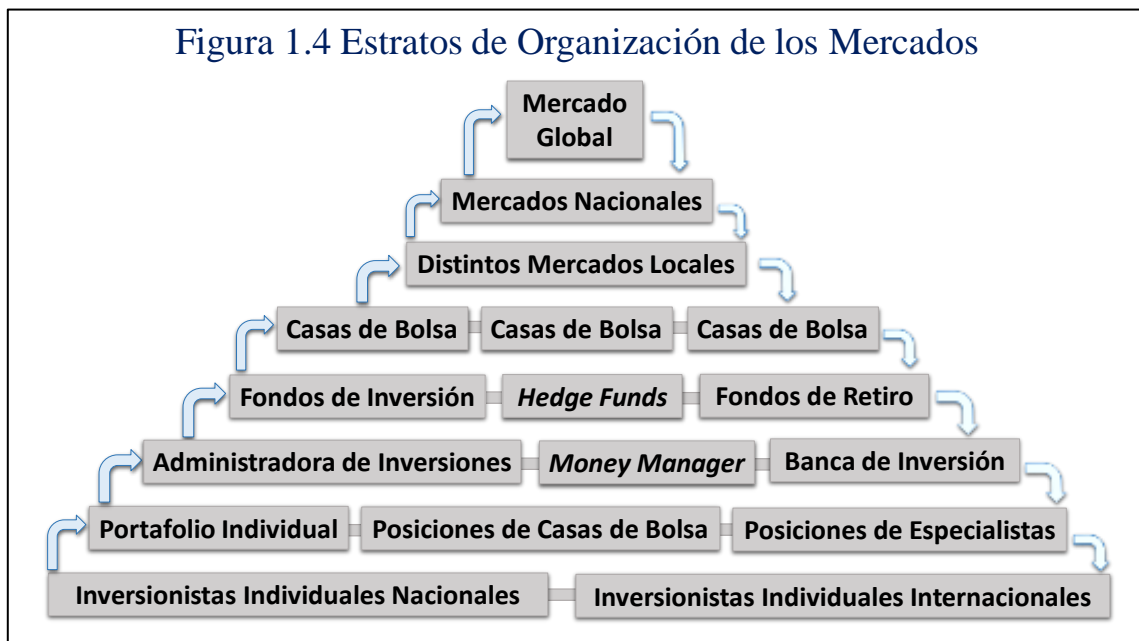 Figura 1.4 Estratos de Organización de los Mercados
Mercado
Global
Mercados Nacionales
Distintos Mercados Locales
Casas de Bolsa Casas de Bolsa Casas de Bolsa
Fondos de Inversión Hedge Funds Fondos de Retiro
Administradora de Inversiones Money Manager Banca de Inversión
Portafolio Individual Posiciones de Casas de Bolsa Posiciones de Especialistas
Inversionistas Individuales Nacionales Inversionistas Individuales Internacionales